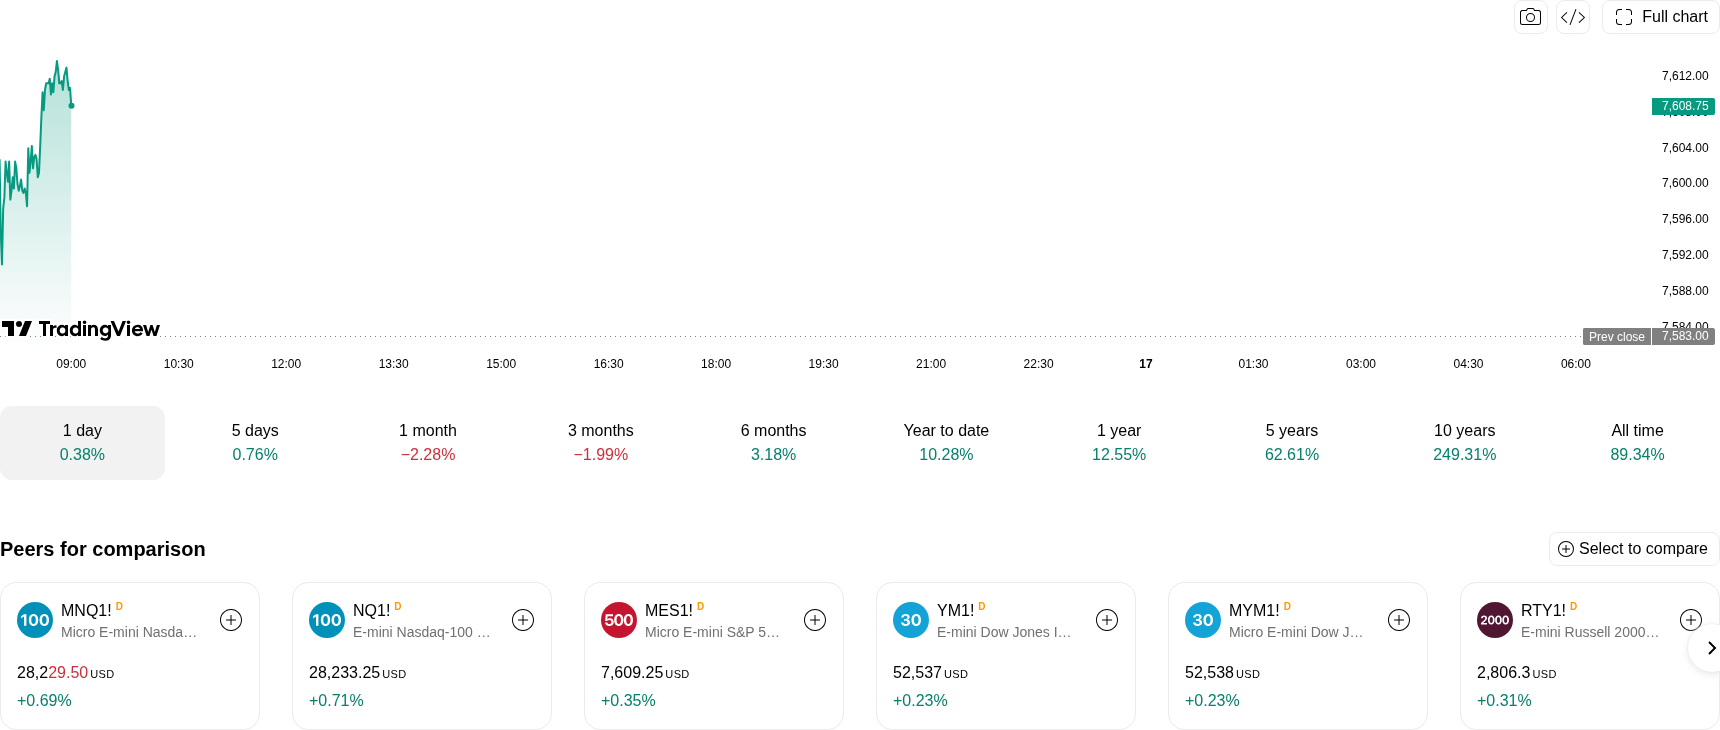 Full chart
7,612.00
7,608.75
7,604.00
7,600.00
7,596.00
7,592.00
7,588.00
7,584.00
TradingView
Prev close 7,583.00
09:00 10:30 12:00 13:30 15:00 16:30 18:00 19:30 21:00 22:30 17 01:30 03:00 04:30 06:00
1 day 5 days 1 month 3 months 6 months Year to date 1 year 5 years 10 years All time
0.38% 0.76% −2.28% −1.99% 3.18% 10.28% 12.55% 62.61% 249.31% 89.34%
Peers for comparison
Select to compare
100 MNQ1! D
Micro E-mini Nasda…
28,229.50 USD
+0.69%
100 NQ1! D
E-mini Nasdaq-100 …
28,233.25 USD
+0.71%
500 MES1! D
Micro E-mini S&P 5…
7,609.25 USD
+0.35%
30 YM1! D
E-mini Dow Jones I…
52,537 USD
+0.23%
30 MYM1! D
Micro E-mini Dow J…
52,538 USD
+0.23%
2000 RTY1! D
E-mini Russell 2000…
2,806.3 USD
+0.31%